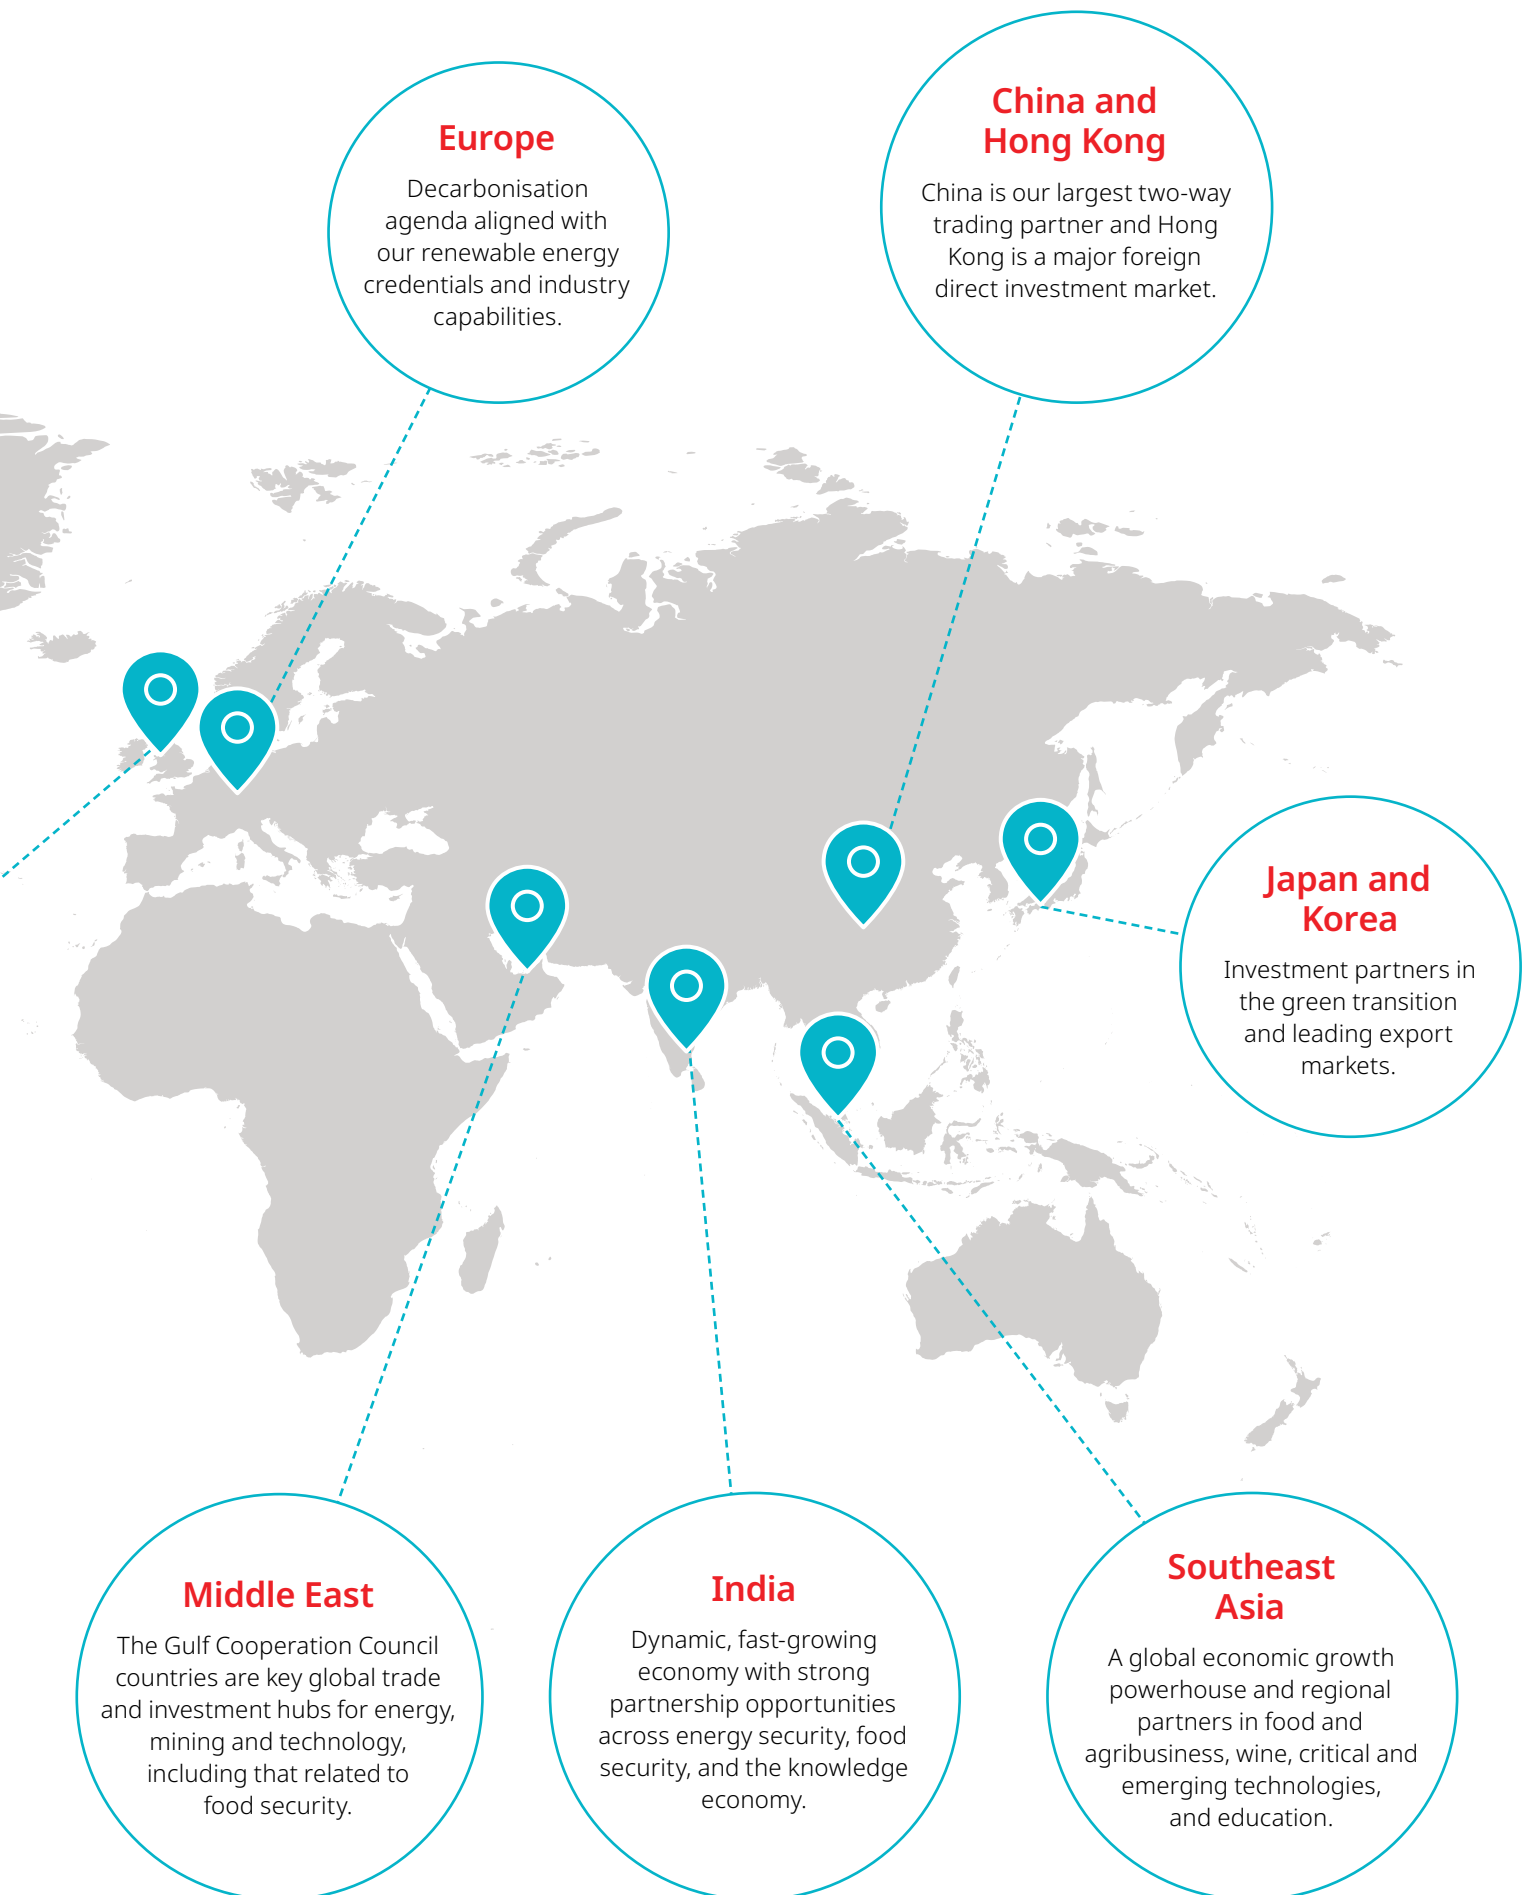 Europe
Decarbonisation
agenda aligned with
our renewable energy
credentials and industry
capabilities.
China and
Hong Kong
China is our largest two-way
trading partner and Hong
Kong is a major foreign
direct investment market.
Japan and
Korea
Investment partners in
the green transition
and leading export
markets.
Middle East
The Gulf Cooperation Council
countries are key global trade
and investment hubs for energy,
mining and technology,
including that related to
food security.
India
Dynamic, fast-growing
economy with strong
partnership opportunities
across energy security, food
security, and the knowledge
economy.
Southeast
Asia
A global economic growth
powerhouse and regional
partners in food and
agribusiness, wine, critical and
emerging technologies,
and education.